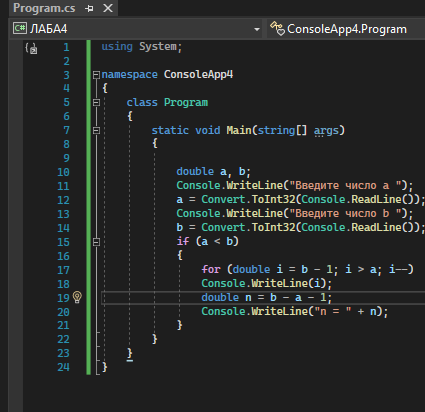 Program.cs
C# ЛАБА4 ConsoleApp4.Program
1 using System;
2
3 namespace ConsoleApp4
4 {
5 class Program
6 {
7 static void Main(string[] args)
8 {
9
10 double a, b;
11 Console.WriteLine("Введите число a ");
12 a = Convert.ToInt32(Console.ReadLine());
13 Console.WriteLine("Введите число b ");
14 b = Convert.ToInt32(Console.ReadLine());
15 if (a < b)
16 {
17 for (double i = b - 1; i > a; i--)
18 Console.WriteLine(i);
19 double n = b - a - 1;
20 Console.WriteLine("n = " + n);
21 }
22 }
23 }
24 }